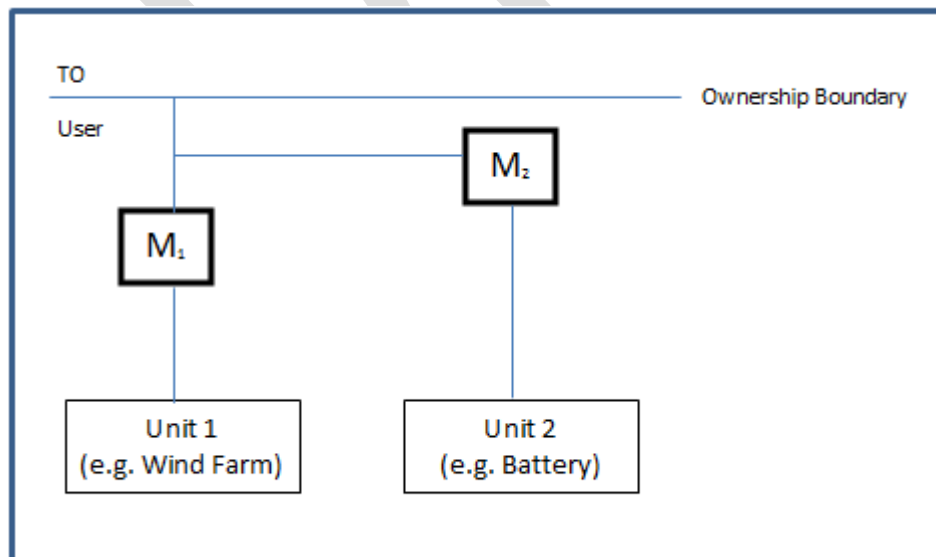 TO
Ownership Boundary
User
M₂
M₁
Unit 1
(e.g. Wind Farm)
Unit 2
(e.g. Battery)